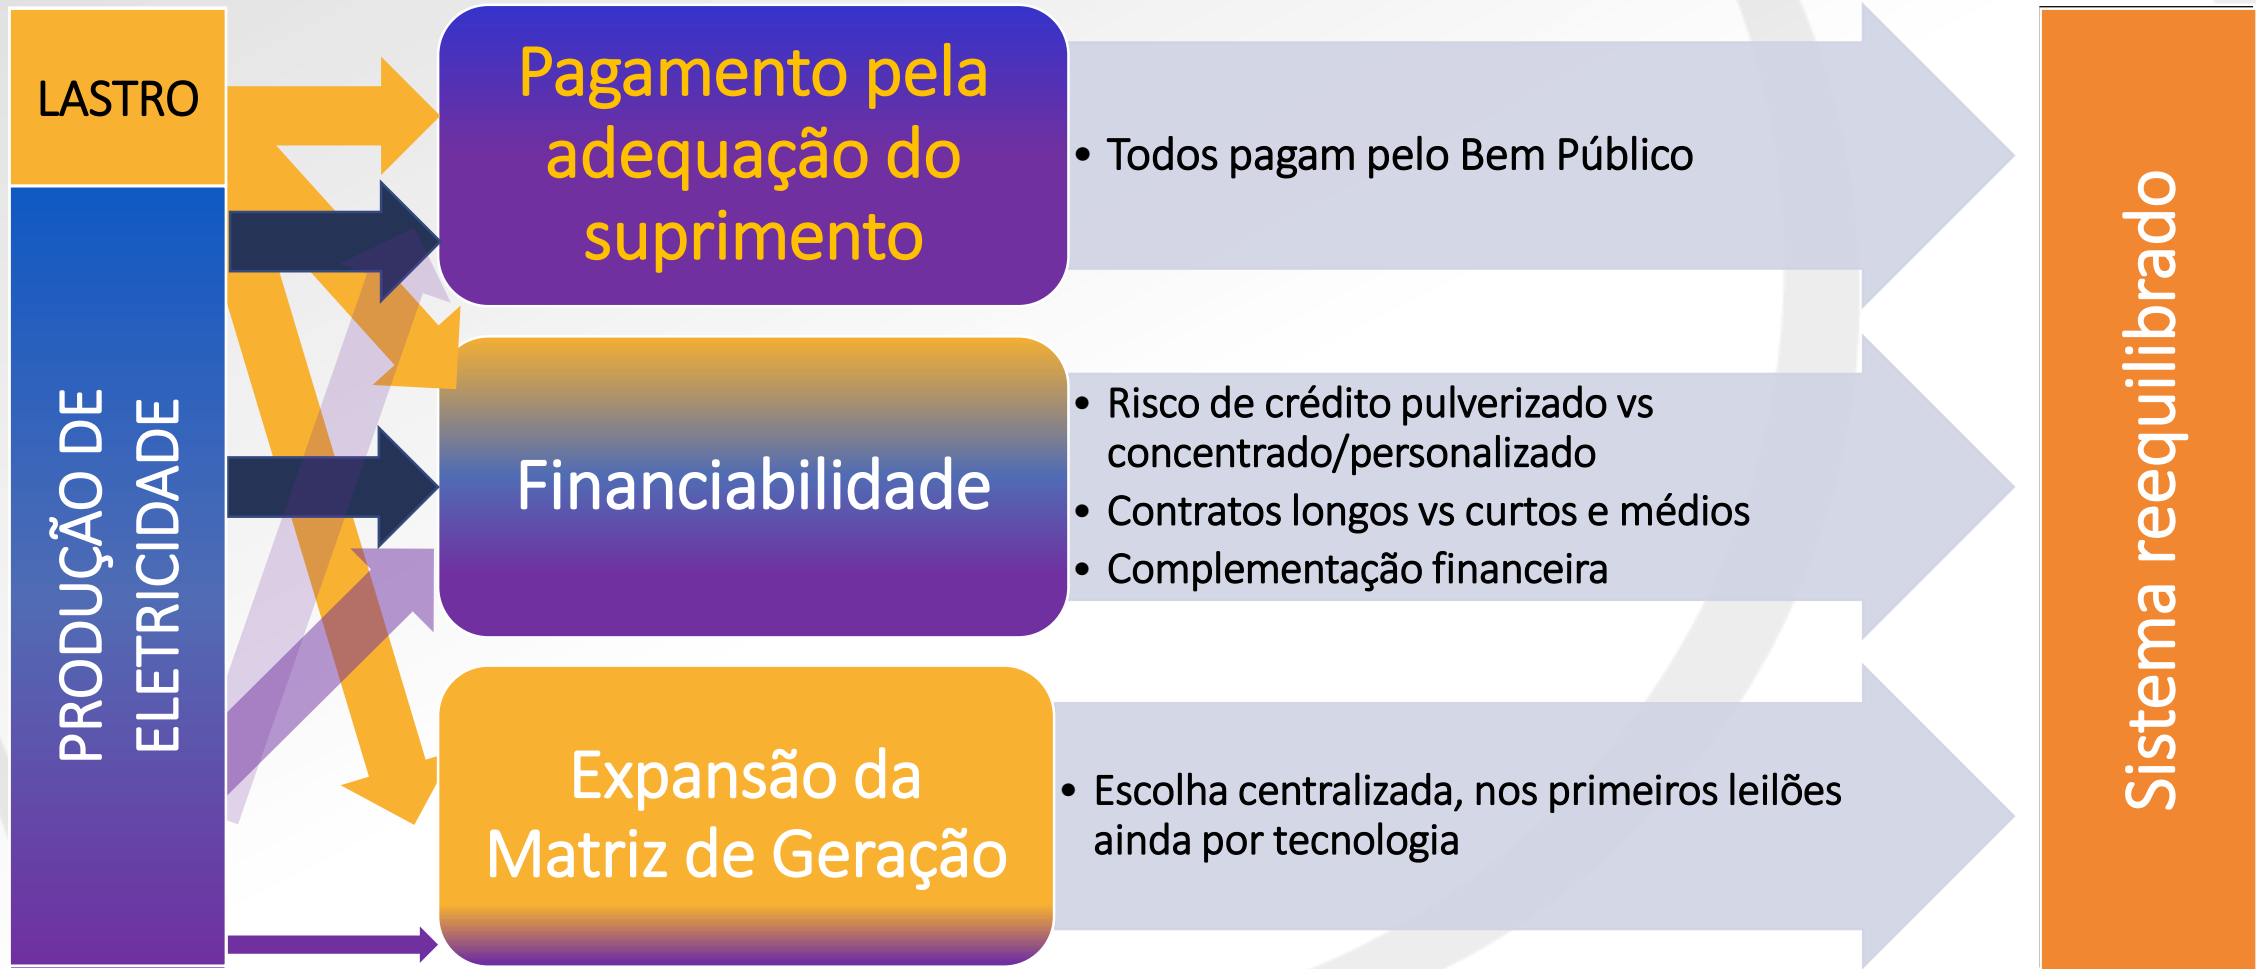 LASTRO
PRODUÇÃO DE
ELETRICIDADE
Pagamento pela
adequação do
suprimento
• Todos pagam pelo Bem Público
Financiabilidade
• Risco de crédito pulverizado vs
concentrado/personalizado
• Contratos longos vs curtos e médios
• Complementação financeira
Expansão da
Matriz de Geração
• Escolha centralizada, nos primeiros leilões
ainda por tecnologia
Sistema reequilibrado